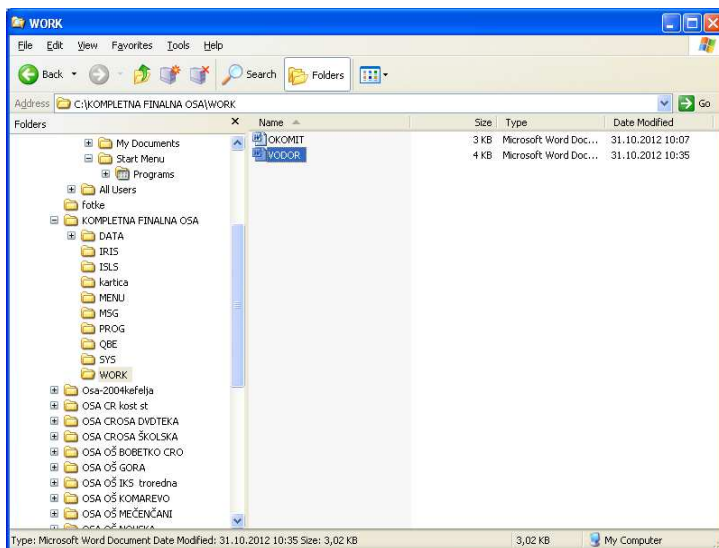 WORK
File Edit View Favorites Tools Help
Back Search Folders
Address C:\KOMPLETNA FINALNA OSA\WORK Go
Folders Name Size Type Date Modified
OKOMIT 3 KB Microsoft Word Doc... 31.10.2012 10:07
VODOR 4 KB Microsoft Word Doc... 31.10.2012 10:35
My Documents
Start Menu
Programs
All Users
fotke
KOMPLETNA FINALNA OSA
DATA
IRIS
ISLS
kartica
MENU
MSG
PROG
QBE
SYS
WORK
Osa-2004kefelja
OSA CR kost st
OSA CROSA DVDTEKA
OSA CROSA ŠKOLSKA
OSA OŠ BOBETKO CRO
OSA OŠ GORA
OSA OŠ IKS troredna
OSA OŠ KOMAREVO
OSA OŠ MEČENČANI
Type: Microsoft Word Document Date Modified: 31.10.2012 10:35 Size: 3,02 KB 3,02 KB My Computer